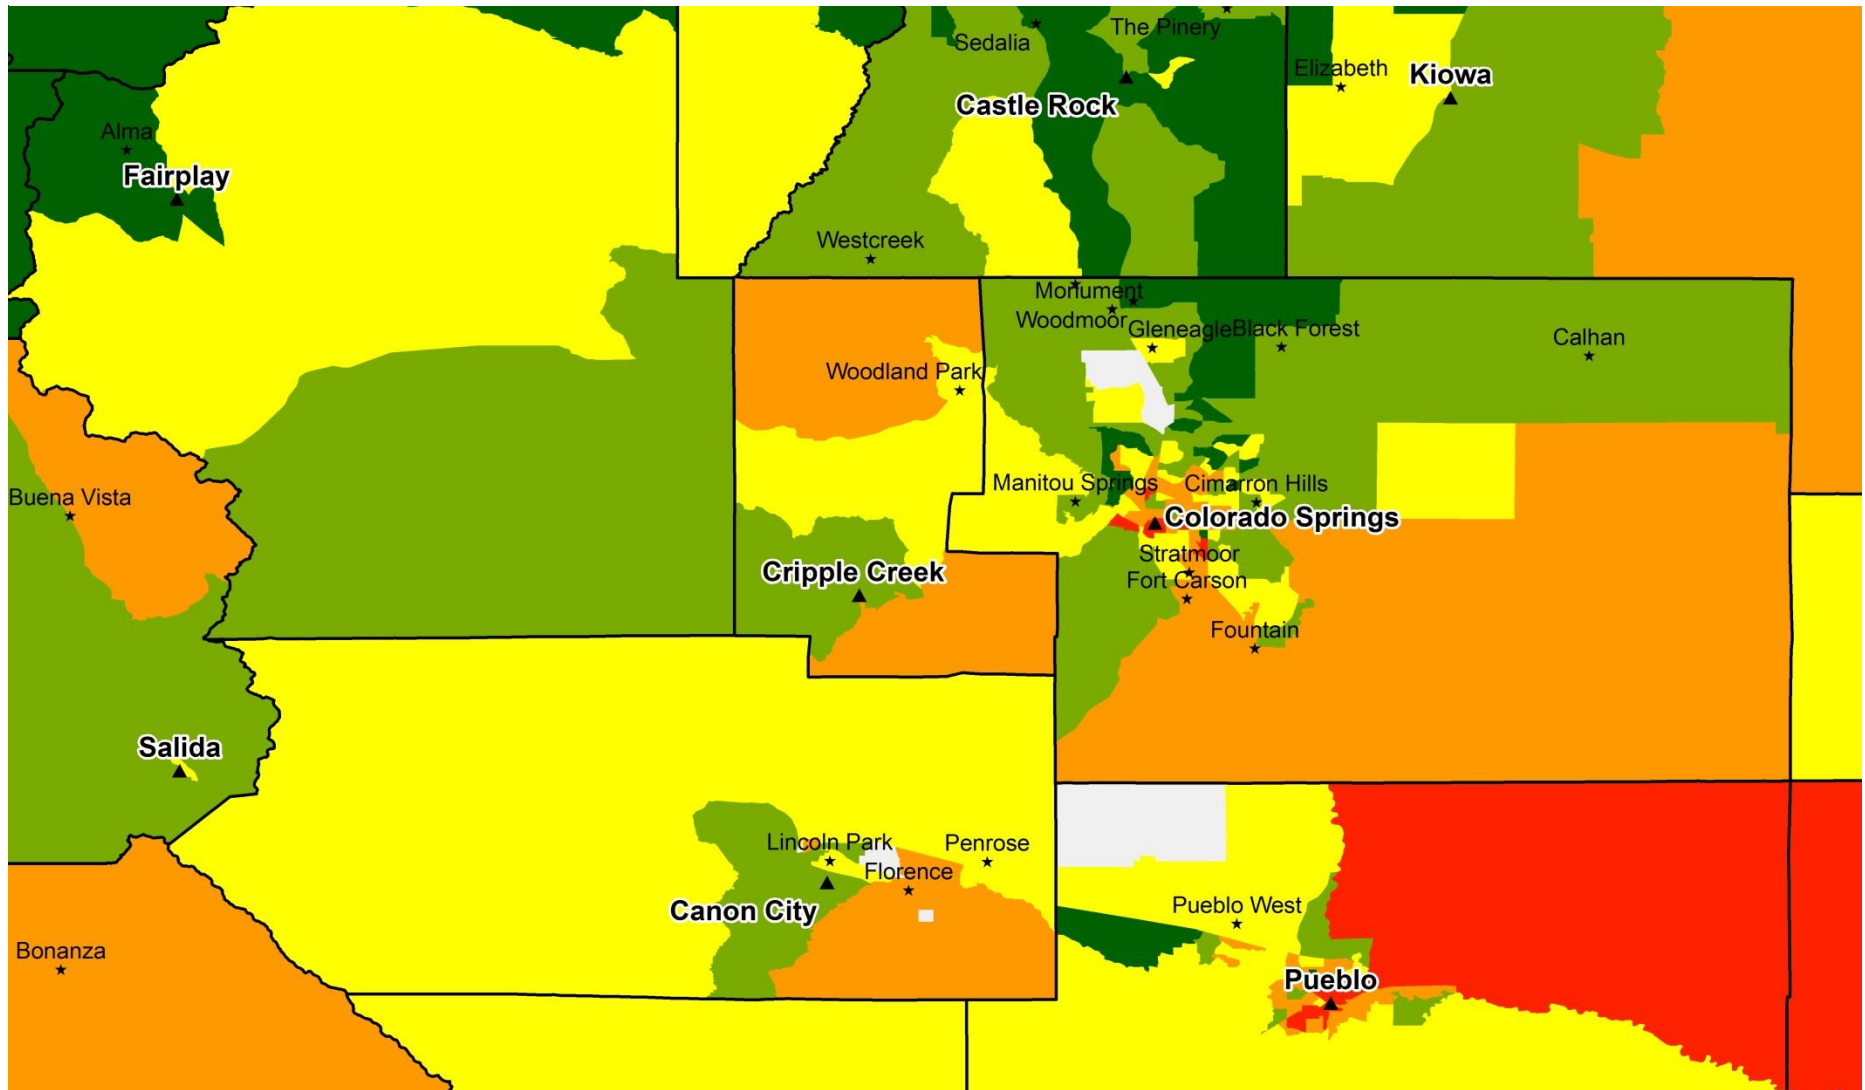 The Pinery
Sedalia
Elizabeth
Kiowa
Castle Rock
Alma
Fairplay
Westcreek
Monument
Woodmoor
Gleneagle
Black Forest
Calhan
Woodland Park
Manitou Springs
Cimarron Hills
Buena Vista
Colorado Springs
Stratmoor
Cripple Creek
Fort Carson
Fountain
Salida
Lincoln Park
Penrose
Florence
Canon City
Pueblo West
Bonanza
Pueblo